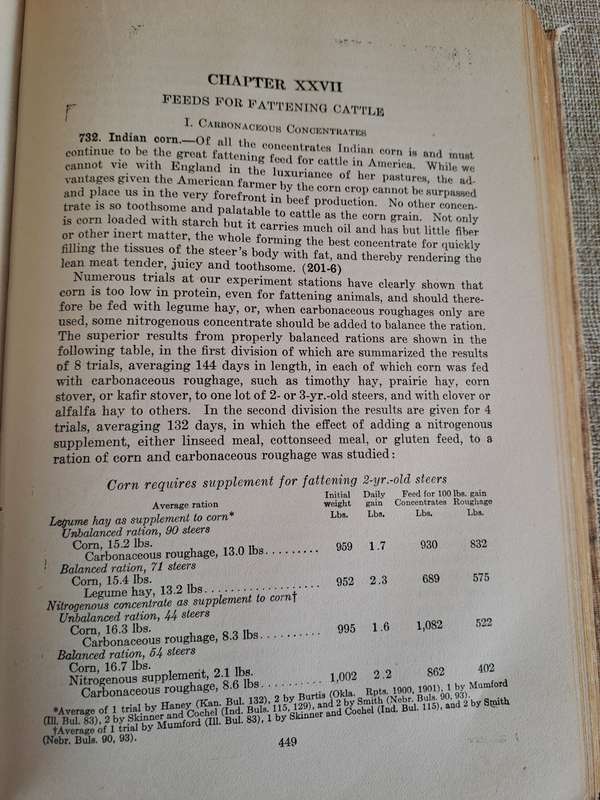 CHAPTER XXVII
FEEDS FOR FATTENING CATTLE
I. Carbonaceous Concentrates
732. Indian corn.—Of all the concentrates Indian corn is and must
continue to be the great fattening feed for cattle in America. While we
cannot vie with England in the luxuriance of her pastures, the ad-
vantages given the American farmer by the corn crop cannot be surpassed
and place us in the very forefront in beef production. No other concen-
trate is so toothsome and palatable to cattle as the corn grain. Not only
is corn loaded with starch but it carries much oil and has but little fiber
or other inert matter, the whole forming the best concentrate for quickly
filling the tissues of the steer's body with fat, and thereby rendering the
lean meat tender, juicy and toothsome. (201-6)
Numerous trials at our experiment stations have clearly shown that
corn is too low in protein, even for fattening animals, and should there-
fore be fed with legume hay, or, when carbonaceous roughages only are
used, some nitrogenous concentrate should be added to balance the ration.
The superior results from properly balanced rations are shown in the
following table, in the first division of which are summarized the results
of 8 trials, averaging 144 days in length, in each of which corn was fed
with carbonaceous roughage, such as timothy hay, prairie hay, corn
stover, or kafir stover, to one lot of 2- or 3-yr.-old steers, and with clover or
alfalfa hay to others. In the second division the results are given for 4
trials, averaging 132 days, in which the effect of adding a nitrogenous
supplement, either linseed meal, cottonseed meal, or gluten feed, to a
ration of corn and carbonaceous roughage was studied:
Corn requires supplement for fattening 2-yr.-old steers
Initial Daily Feed for 100 lbs. gain
Average ration weight gain Concentrates Roughage
Lbs. Lbs. Lbs. Lbs.
Legume hay as supplement to corn*
Unbalanced ration, 90 steers
Corn, 15.2 lbs.
Carbonaceous roughage, 13.0 lbs......... 959 1.7 930 832
Balanced ration, 71 steers
Corn, 15.4 lbs.
Legume hay, 13.2 lbs.................. 952 2.3 689 575
Nitrogenous concentrate as supplement to corn†
Unbalanced ration, 44 steers
Corn, 16.3 lbs.
Carbonaceous roughage, 8.3 lbs.......... 995 1.6 1,082 522
Balanced ration, 54 steers
Corn, 16.7 lbs.
Nitrogenous supplement, 2.1 lbs.
Carbonaceous roughage, 8.6 lbs.......... 1,002 2.2 862 402
*Average of 1 trial by Haney (Kan. Bul. 132), 2 by Burtis (Okla. Rpts. 1900, 1901), 1 by Mumford
(Ill. Bul. 83), 2 by Skinner and Cochel (Ind. Buls. 115, 129), and 2 by Smith (Nebr. Buls. 90, 93).
†Average of 1 trial by Mumford (Ill. Bul. 83), 1 by Skinner and Cochel (Ind. Bul. 115), and 2 by Smith
(Nebr. Buls. 90, 93).
449